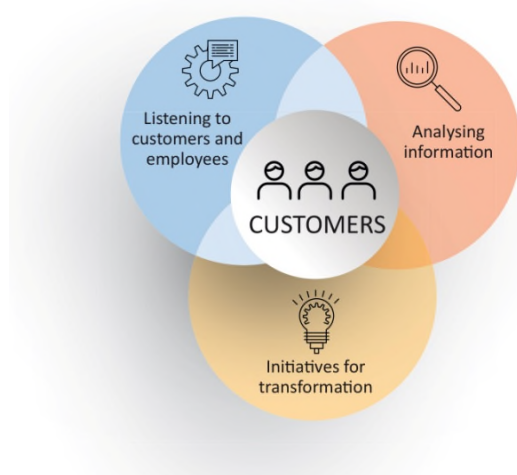 Listening to
customers and
employees
Analysing
information
CUSTOMERS
Initiatives for
transformation